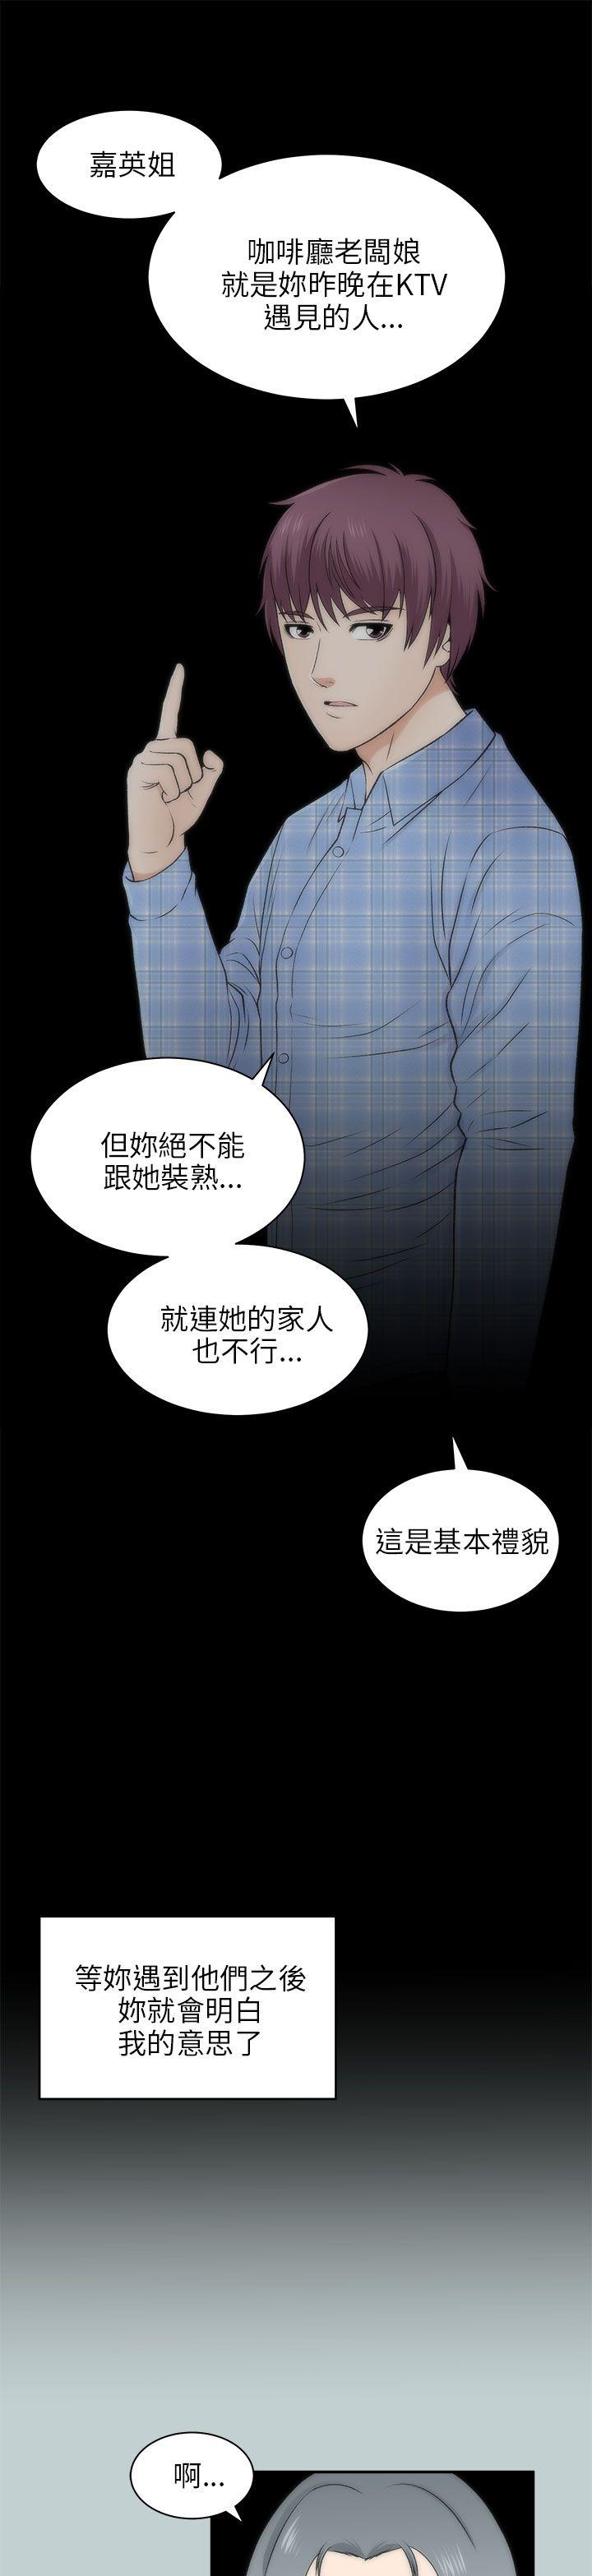 嘉英姐
咖啡廳老闆娘
就是妳昨晚在KTV
遇見的人...
但妳絕不能
跟她裝熟...
就連她的家人
也不行...
這是基本禮貌
等妳遇到他們之後
妳就會明白
我的意思了
啊...